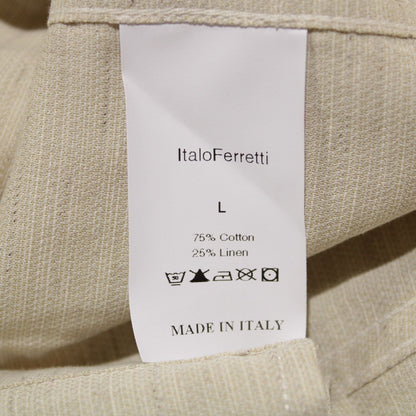 ItaloFerretti
L
75% Cotton
25% Linen
MADE IN ITALY